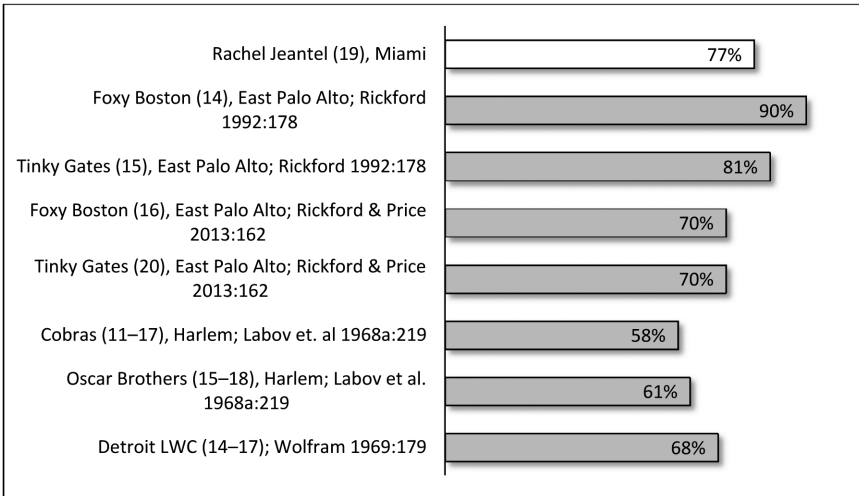 Rachel Jeantel (19), Miami
77%
Foxy Boston (14), East Palo Alto; Rickford
1992:178
90%
Tinky Gates (15), East Palo Alto; Rickford 1992:178
81%
Foxy Boston (16), East Palo Alto; Rickford & Price
2013:162
70%
Tinky Gates (20), East Palo Alto; Rickford & Price
2013:162
70%
Cobras (11–17), Harlem; Labov et. al 1968a:219
58%
Oscar Brothers (15–18), Harlem; Labov et al.
1968a:219
61%
Detroit LWC (14–17); Wolfram 1969:179
68%